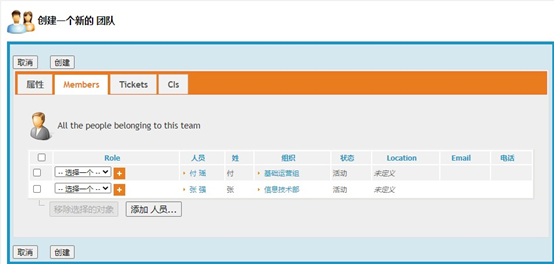 创建一个新的 团队
取消 创建
属性 Members Tickets CIs
All the people belonging to this team
Role 人员 姓 组织 状态 Location Email 电话
-- 选择一个 -- 付 瑶 付 基础运营组 活动 未定义
-- 选择一个 -- 张 强 张 信息技术部 活动 未定义
移除选择的对象 添加 人员...
取消 创建